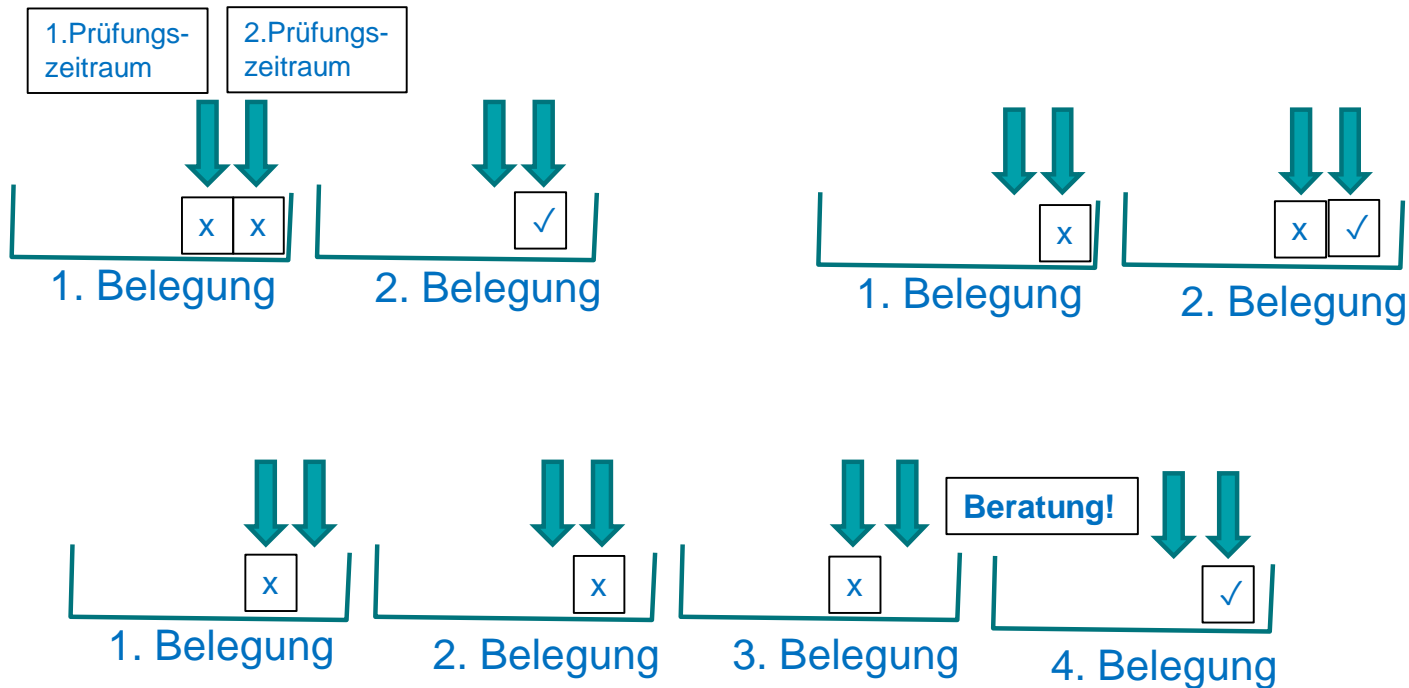 1.Prüfungs-
zeitraum
2.Prüfungs-
zeitraum
x x
✓
1. Belegung
2. Belegung
x
x ✓
1. Belegung
2. Belegung
Beratung!
x
x
x
✓
1. Belegung
2. Belegung
3. Belegung
4. Belegung